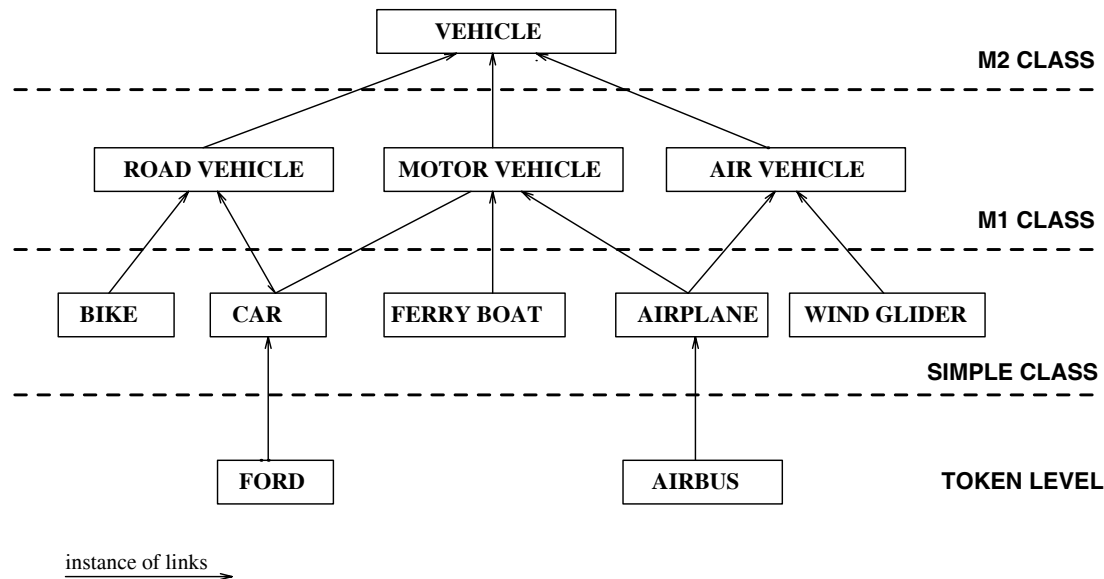 VEHICLE
M2 CLASS
ROAD VEHICLE
MOTOR VEHICLE
AIR VEHICLE
M1 CLASS
BIKE
CAR
FERRY BOAT
AIRPLANE
WIND GLIDER
SIMPLE CLASS
FORD
AIRBUS
TOKEN LEVEL
instance of links